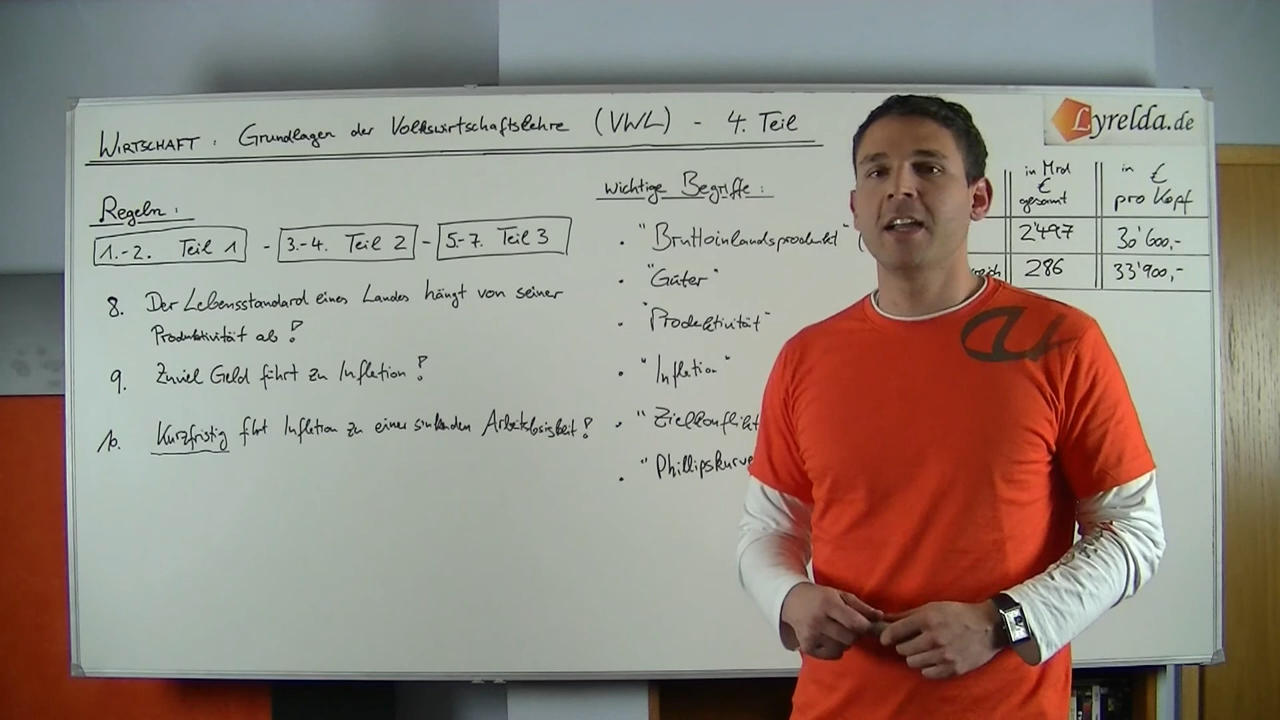 WIRTSCHAFT : Grundlagen der Volkswirtschaftslehre (VWL) - 4. Teil
Lyrelda.de
Regeln:
1.-2. Teil 1 - 3.-4. Teil 2 - 5.-7. Teil 3
8. Der Lebensstandard eines Landes hängt von seiner
Produktivität ab!
9. Zuviel Geld führt zu Inflation!
10. Kurzfristig führt Inflation zu einer sinkenden Arbeitslosigkeit!
Wichtige Begriffe:
• "Bruttoinlandsprodukt" (
• "Güter"
• "Produktivität"
• "Inflation"
• "Zielkonflikt
• "Phillipskurve
in Mrd € gesamt
in € pro Kopf
2'497 30'600,-
reich 286 33'900,-